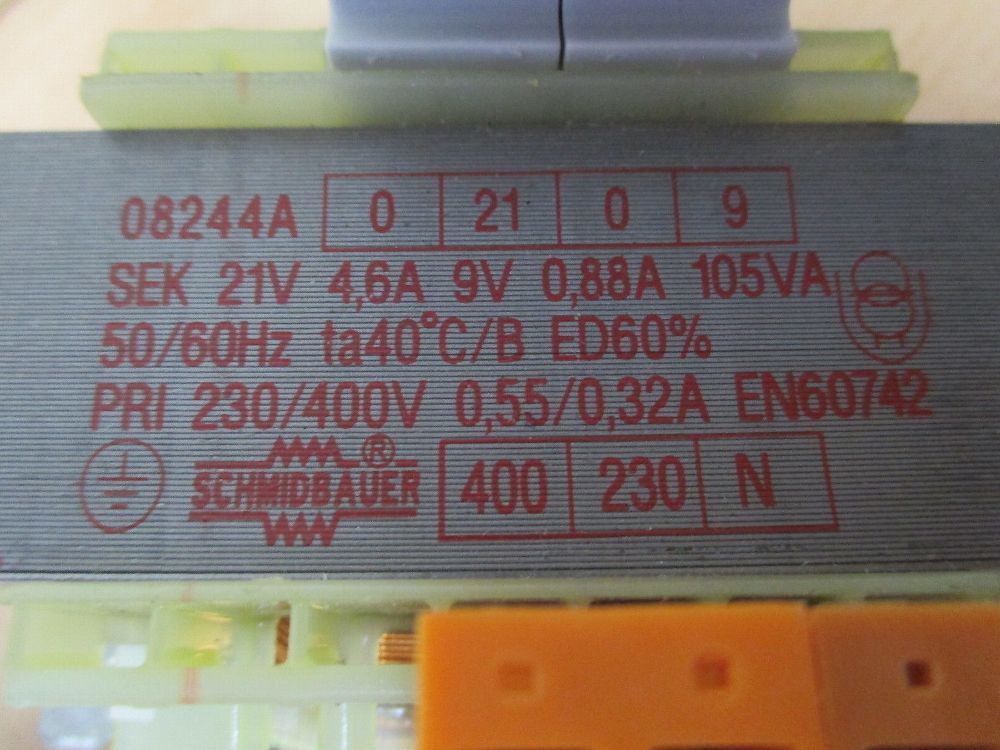 08244A 0 21 0 9
SEK 21V 4,6A 9V 0,88A 105VA
50/60Hz ta40°C/B ED60%
PRI 230/400V 0,55/0,32A EN60742
SCHMIDBAUER ® 400 230 N